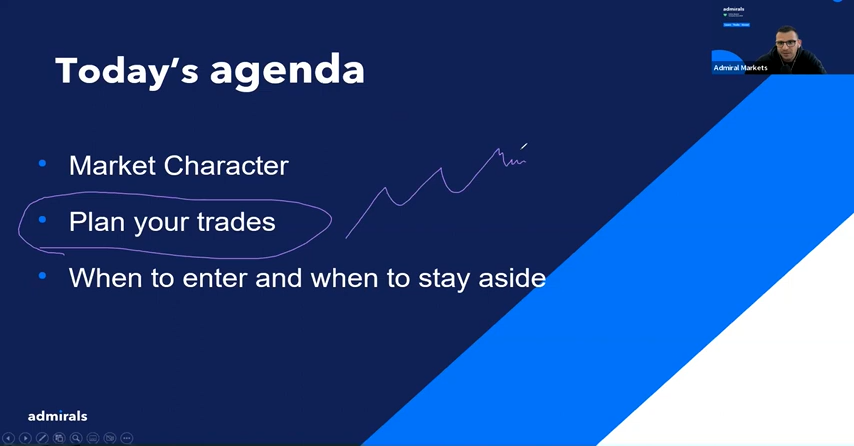 Today's agenda
admirals
Admiral Markets
Market Character
Plan your trades
When to enter and when to stay aside
admirals